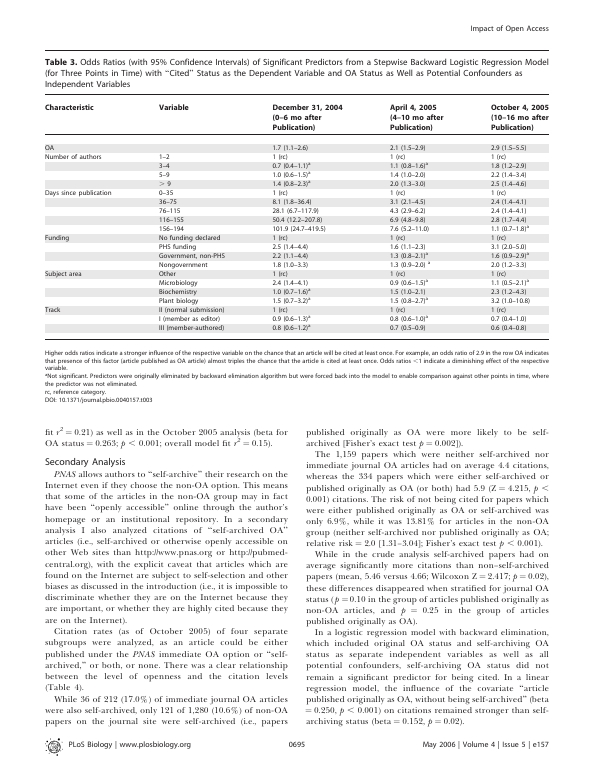 Impact of Open Access
Table 3. Odds Ratios (with 95% Confidence Intervals) of Significant Predictors from a Stepwise Backward Logistic Regression Model
(for Three Points in Time) with ‘‘Cited’’ Status as the Dependent Variable and OA Status as Well as Potential Confounders as
Independent Variables
Characteristic Variable December 31, 2004 (0–6 mo after Publication) April 4, 2005 (4–10 mo after Publication) October 4, 2005 (10–16 mo after Publication)
OA 1.7 (1.1–2.6) 2.1 (1.5–2.9) 2.9 (1.5–5.5)
Number of authors 1–2 1 (rc) 1 (rc) 1 (rc)
3–4 0.7 (0.4–1.1)a 1.1 (0.8–1.6)a 1.8 (1.2–2.9)
5–9 1.0 (0.6–1.5)a 1.4 (1.0–2.0) 2.2 (1.4–3.4)
> 9 1.4 (0.8–2.3)a 2.0 (1.3–3.0) 2.5 (1.4–4.6)
Days since publication 0–35 1 (rc) 1 (rc) 1 (rc)
36–75 8.1 (1.8–36.4) 3.1 (2.1–4.5) 2.4 (1.4–4.1)
76–115 28.1 (6.7–117.9) 4.3 (2.9–6.2) 2.4 (1.4–4.1)
116–155 50.4 (12.2–207.8) 6.9 (4.8–9.8) 2.8 (1.7–4.4)
156–194 101.9 (24.7–419.5) 7.6 (5.2–11.0) 1.1 (0.7–1.8)a
Funding No funding declared 1 (rc) 1 (rc) 1 (rc)
PHS funding 2.5 (1.4–4.4) 1.6 (1.1–2.3) 3.1 (2.0–5.0)
Government, non-PHS 2.2 (1.1–4.4) 1.3 (0.8–2.1)a 1.6 (0.9–2.9)a
Nongovernment 1.8 (1.0–3.3) 1.3 (0.9–2.0) a 2.0 (1.2–3.3)
Subject area Other 1 (rc) 1 (rc) 1 (rc)
Microbiology 2.4 (1.4–4.1) 0.9 (0.6–1.5)a 1.1 (0.5–2.1)a
Biochemistry 1.0 (0.7–1.6)a 1.5 (1.0–2.1) 2.3 (1.2–4.3)
Plant biology 1.5 (0.7–3.2)a 1.5 (0.8–2.7)a 3.2 (1.0–10.8)
Track II (normal submission) 1 (rc) 1 (rc) 1 (rc)
I (member as editor) 0.9 (0.6–1.3)a 0.8 (0.6–1.0)a 0.7 (0.4–1.0)
III (member-authored) 0.8 (0.6–1.2)a 0.7 (0.5–0.9) 0.6 (0.4–0.8)
Higher odds ratios indicate a stronger influence of the respective variable on the chance that an article will be cited at least once. For example, an odds ratio of 2.9 in the row OA indicates
that presence of this factor (article published as OA article) almost triples the chance that the article is cited at least once. Odds ratios <1 indicate a diminishing effect of the respective
variable.
aNot significant. Predictors were originally eliminated by backward elimination algorithm but were forced back into the model to enable comparison against other points in time, where
the predictor was not eliminated.
rc, reference category.
DOI: 10.1371/journal.pbio.0040157.t003
fit r2 = 0.21) as well as in the October 2005 analysis (beta for
OA status = 0.263; p < 0.001; overall model fit r2 = 0.15).
Secondary Analysis
PNAS allows authors to ‘‘self-archive’’ their research on the
Internet even if they choose the non-OA option. This means
that some of the articles in the non-OA group may in fact
have been ‘‘openly accessible’’ online through the author’s
homepage or an institutional repository. In a secondary
analysis I also analyzed citations of ‘‘self-archived OA’’
articles (i.e., self-archived or otherwise openly accessible on
other Web sites than http://www.pnas.org or http://pubmed-
central.org), with the explicit caveat that articles which are
found on the Internet are subject to self-selection and other
biases as discussed in the introduction (i.e., it is impossible to
discriminate whether they are on the Internet because they
are important, or whether they are highly cited because they
are on the Internet).
Citation rates (as of October 2005) of four separate
subgroups were analyzed, as an article could be either
published under the PNAS immediate OA option or ‘‘self-
archived,’’ or both, or none. There was a clear relationship
between the level of openness and the citation levels
(Table 4).
While 36 of 212 (17.0%) of immediate journal OA articles
were also self-archived, only 121 of 1,280 (10.6%) of non-OA
papers on the journal site were self-archived (i.e., papers
published originally as OA were more likely to be self-
archived [Fisher’s exact test p = 0.002]).
The 1,159 papers which were neither self-archived nor
immediate journal OA articles had on average 4.4 citations,
whereas the 334 papers which were either self-archived or
published originally as OA (or both) had 5.9 (Z = 4.215, p <
0.001) citations. The risk of not being cited for papers which
were either published originally as OA or self-archived was
only 6.9%, while it was 13.81% for articles in the non-OA
group (neither self-archived nor published originally as OA;
relative risk = 2.0 [1.31–3.04]; Fisher’s exact test p < 0.001).
While in the crude analysis self-archived papers had on
average significantly more citations than non–self-archived
papers (mean, 5.46 versus 4.66; Wilcoxon Z = 2.417; p = 0.02),
these differences disappeared when stratified for journal OA
status (p = 0.10 in the group of articles published originally as
non-OA articles, and p = 0.25 in the group of articles
published originally as OA).
In a logistic regression model with backward elimination,
which included original OA status and self-archiving OA
status as separate independent variables as well as all
potential confounders, self-archiving OA status did not
remain a significant predictor for being cited. In a linear
regression model, the influence of the covariate ‘‘article
published originally as OA, without being self-archived’’ (beta
= 0.250, p < 0.001) on citations remained stronger than self-
archiving status (beta = 0.152, p = 0.02).
PLoS Biology | www.plosbiology.org 0695 May 2006 | Volume 4 | Issue 5 | e157